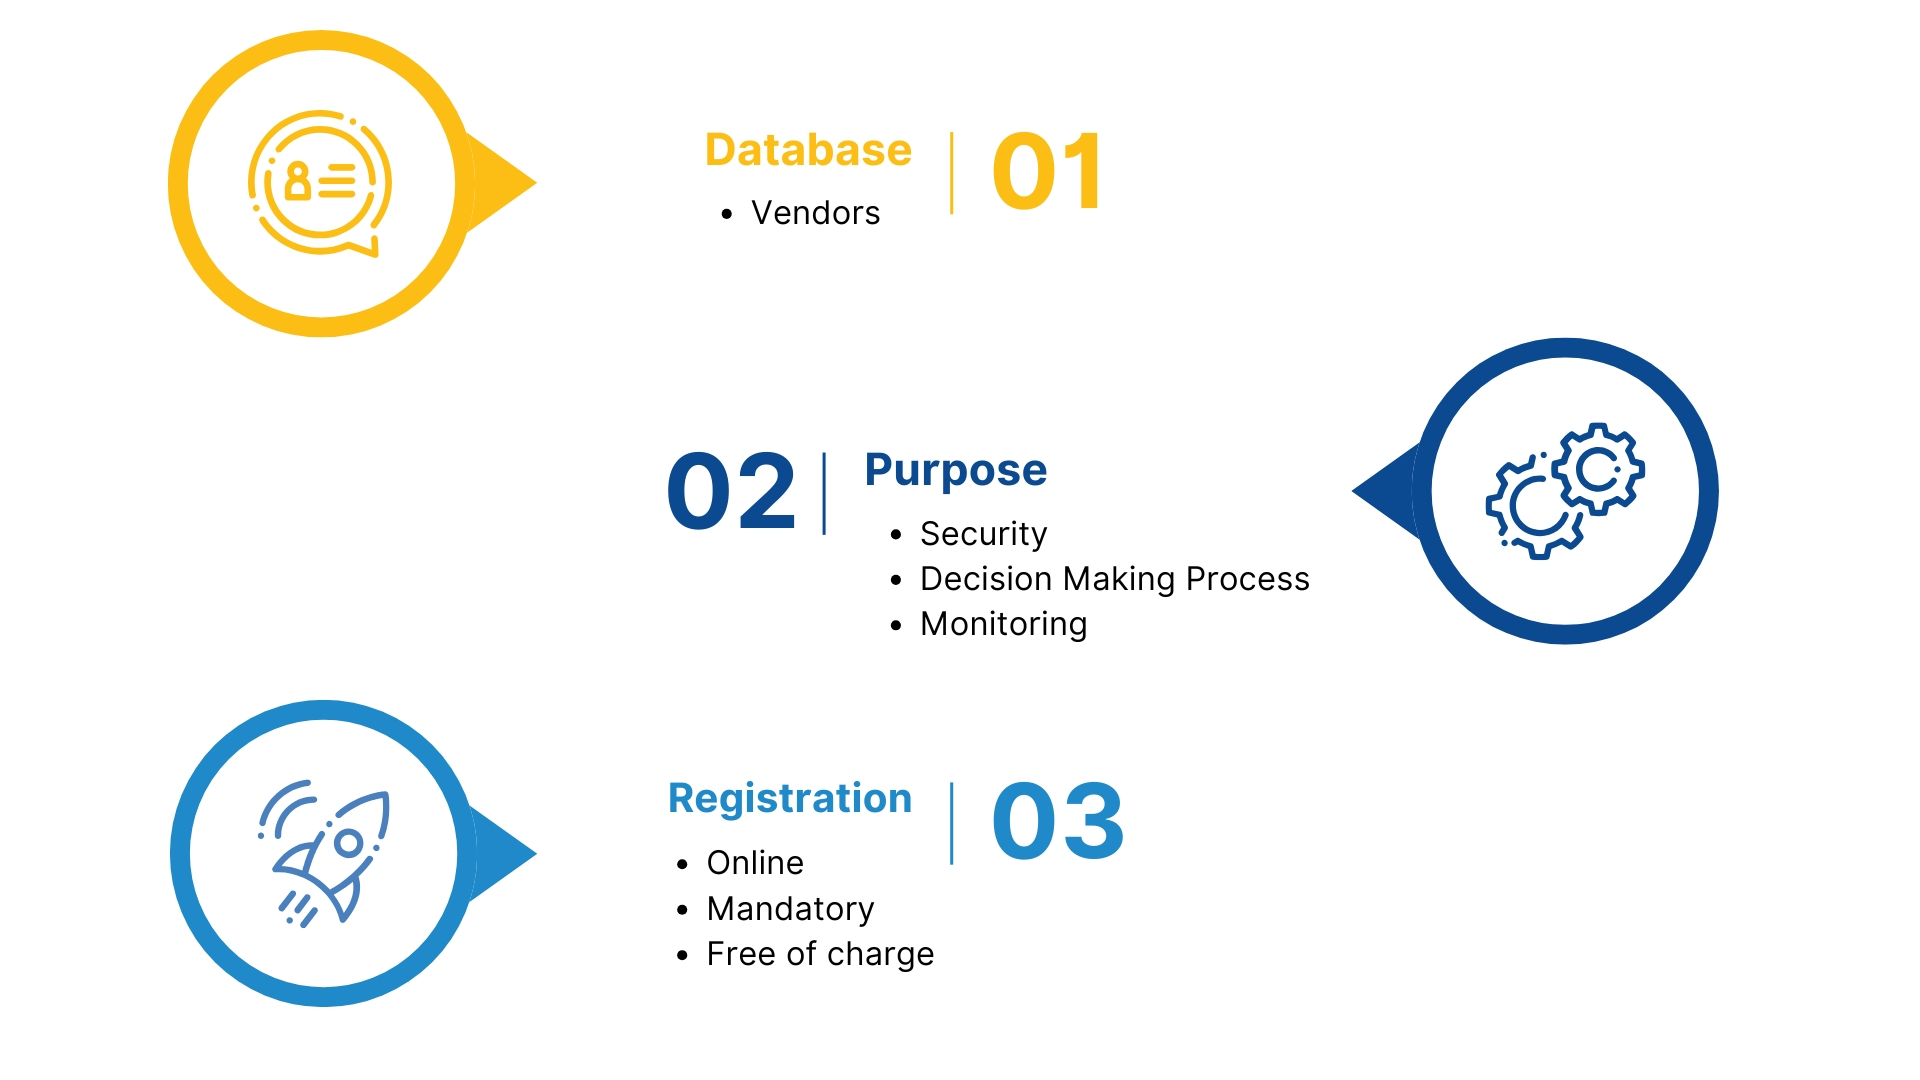 Database
01
• Vendors
02
Purpose
• Security
• Decision Making Process
• Monitoring
Registration
03
• Online
• Mandatory
• Free of charge